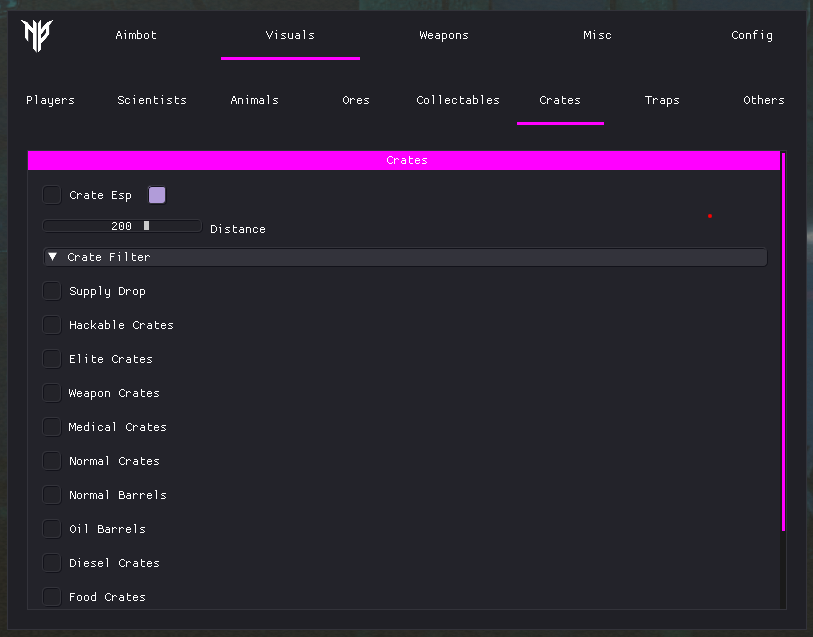 Aimbot Visuals Weapons Misc Config
Players Scientists Animals Ores Collectables Crates Traps Others
Crates
Crate Esp
200 Distance
Crate Filter
Supply Drop
Hackable Crates
Elite Crates
Weapon Crates
Medical Crates
Normal Crates
Normal Barrels
Oil Barrels
Diesel Crates
Food Crates